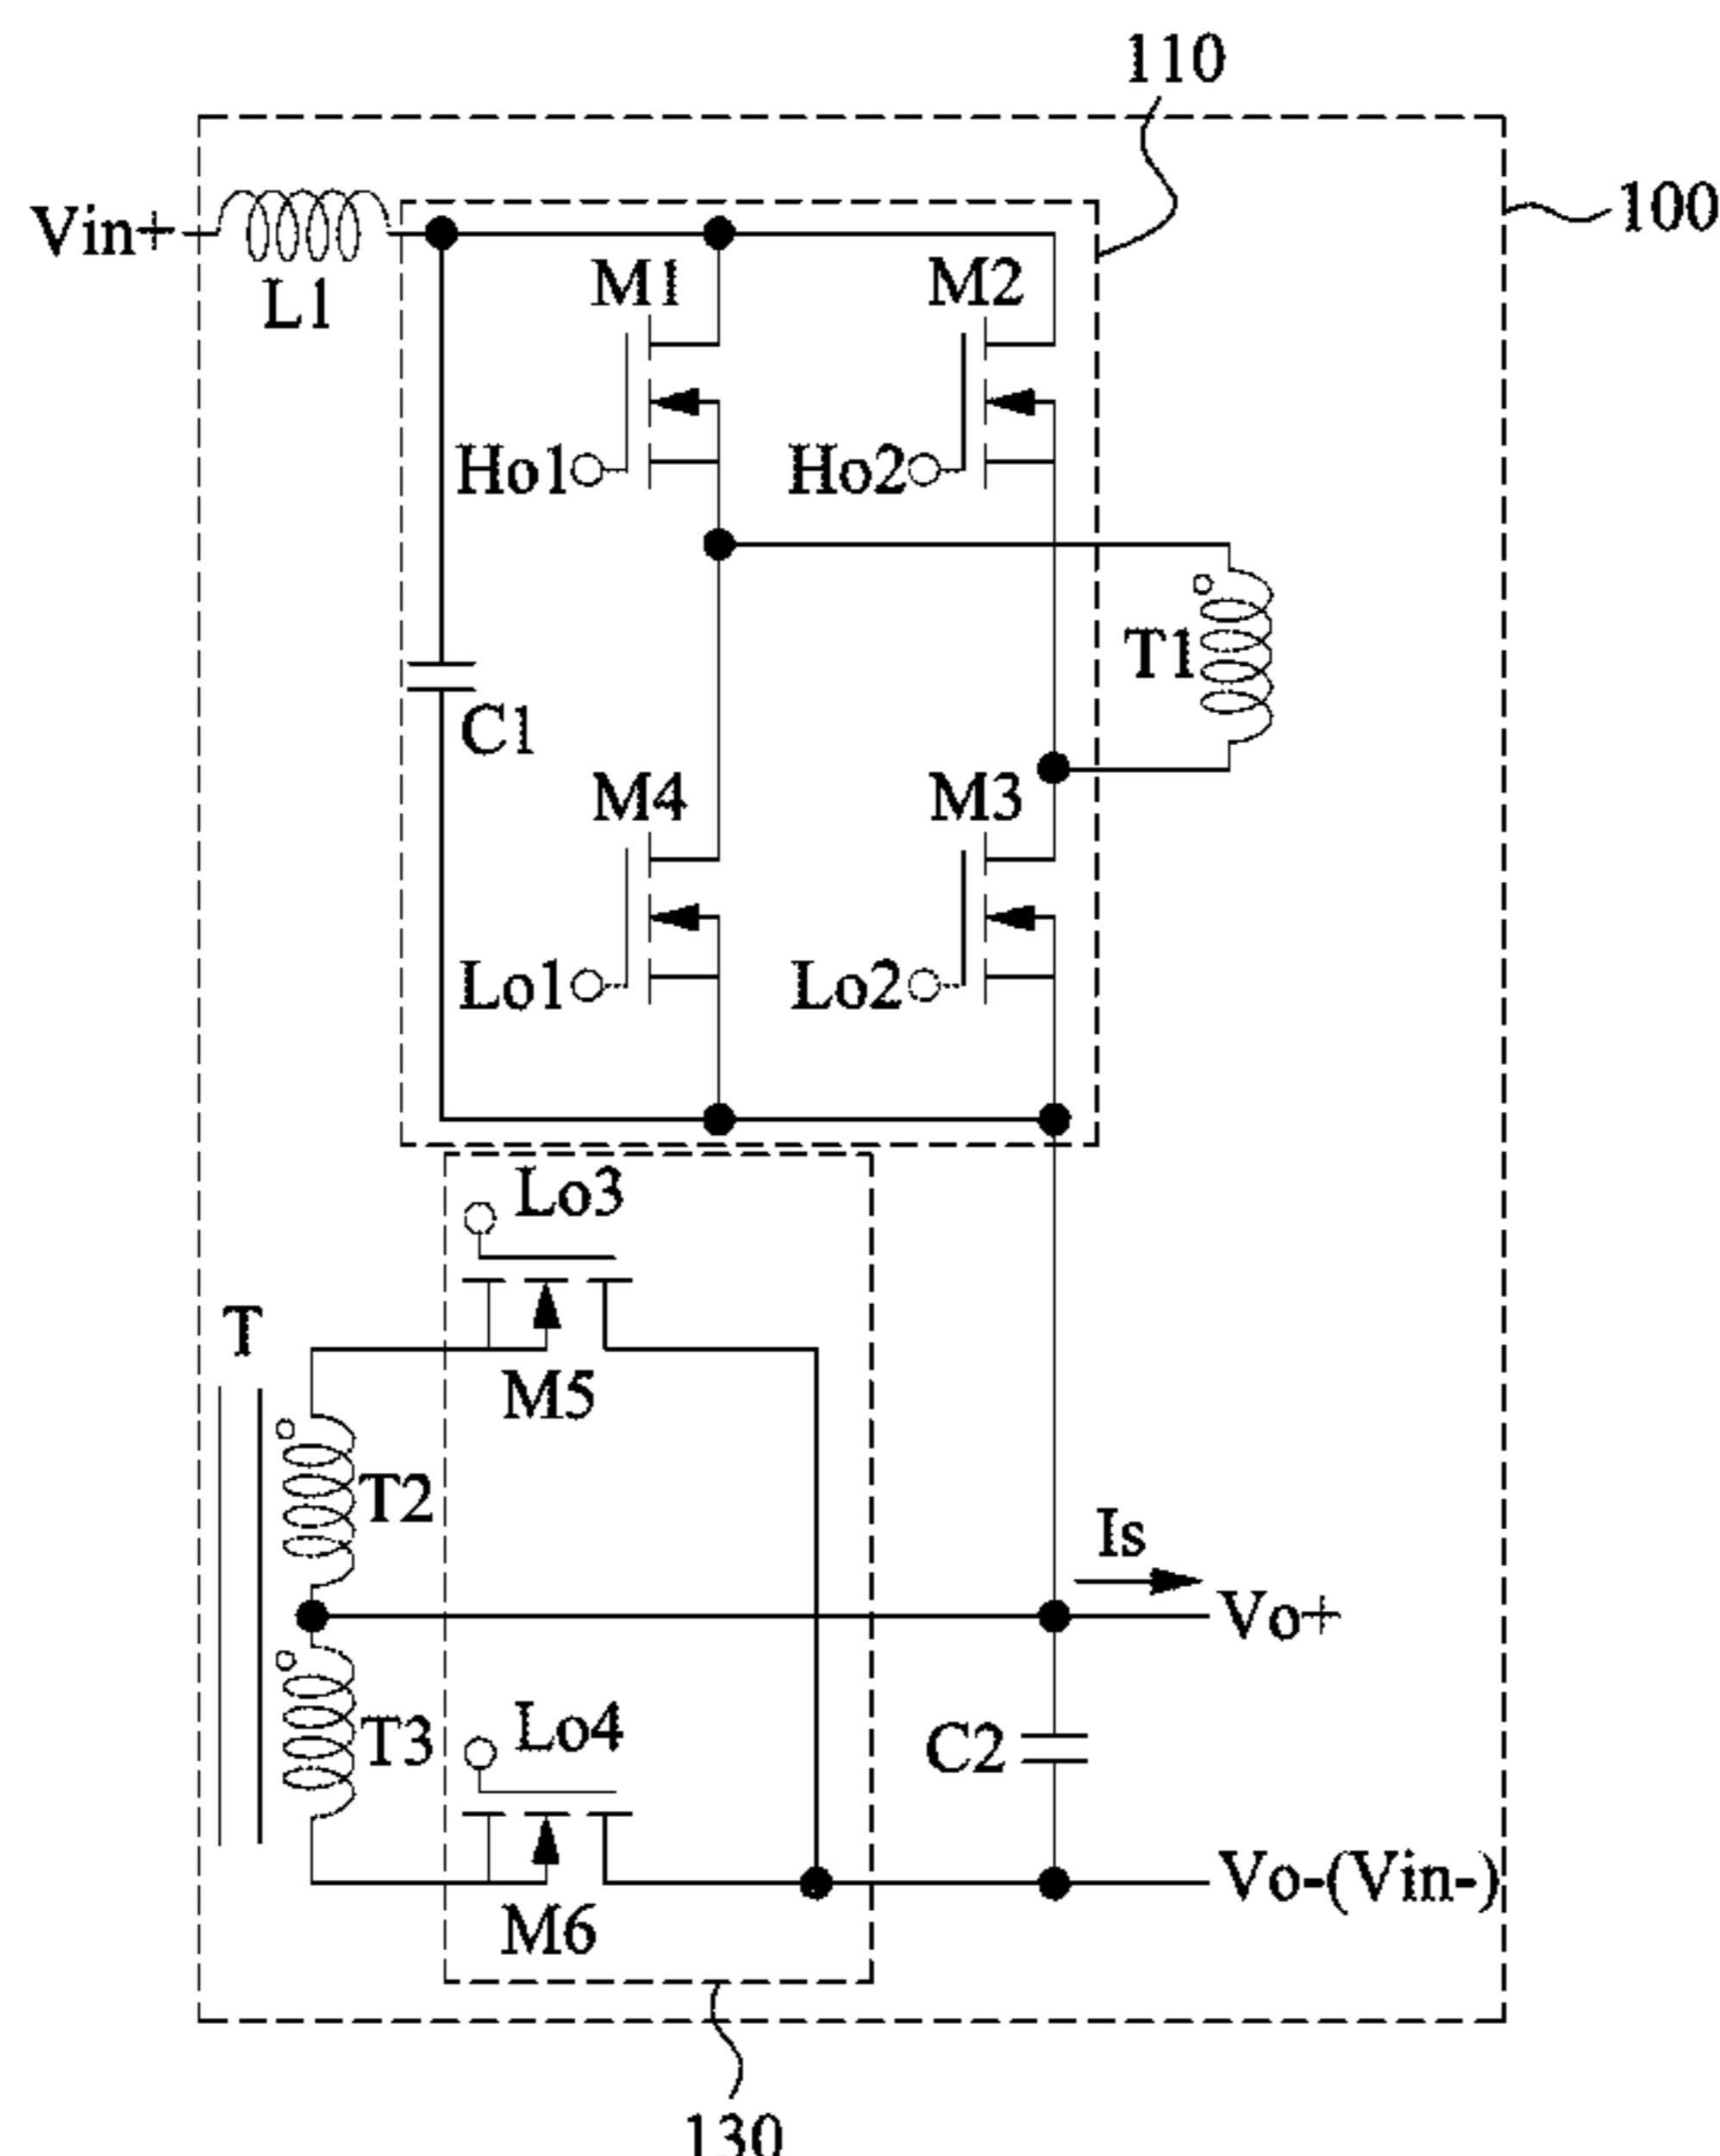 110
100
Vin+
L1
M1
M2
Ho1
Ho2
T1
C1
M4
M3
Lo1
Lo2
Lo3
T
M5
T2
Is
Vo+
T3
Lo4
C2
Vo-(Vin-)
M6
130